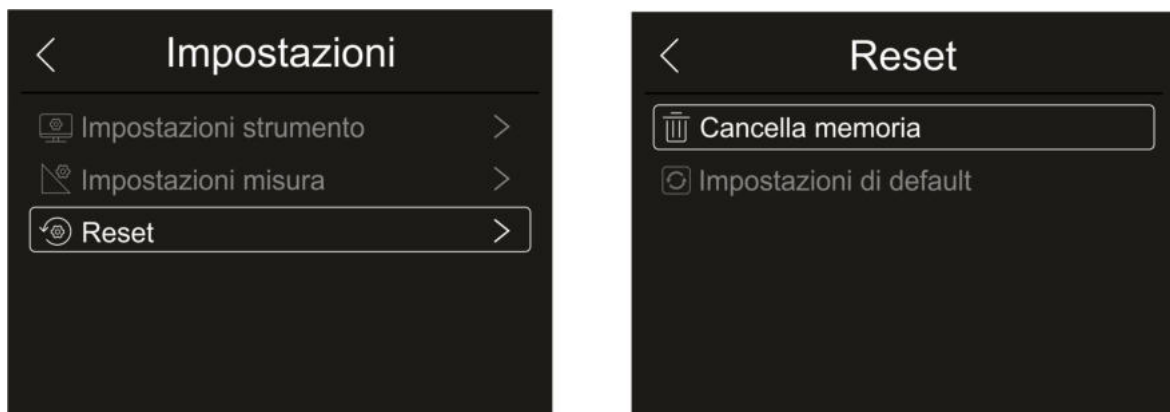 Impostazioni
Impostazioni strumento
Impostazioni misura
Reset
Reset
Cancella memoria
Impostazioni di default